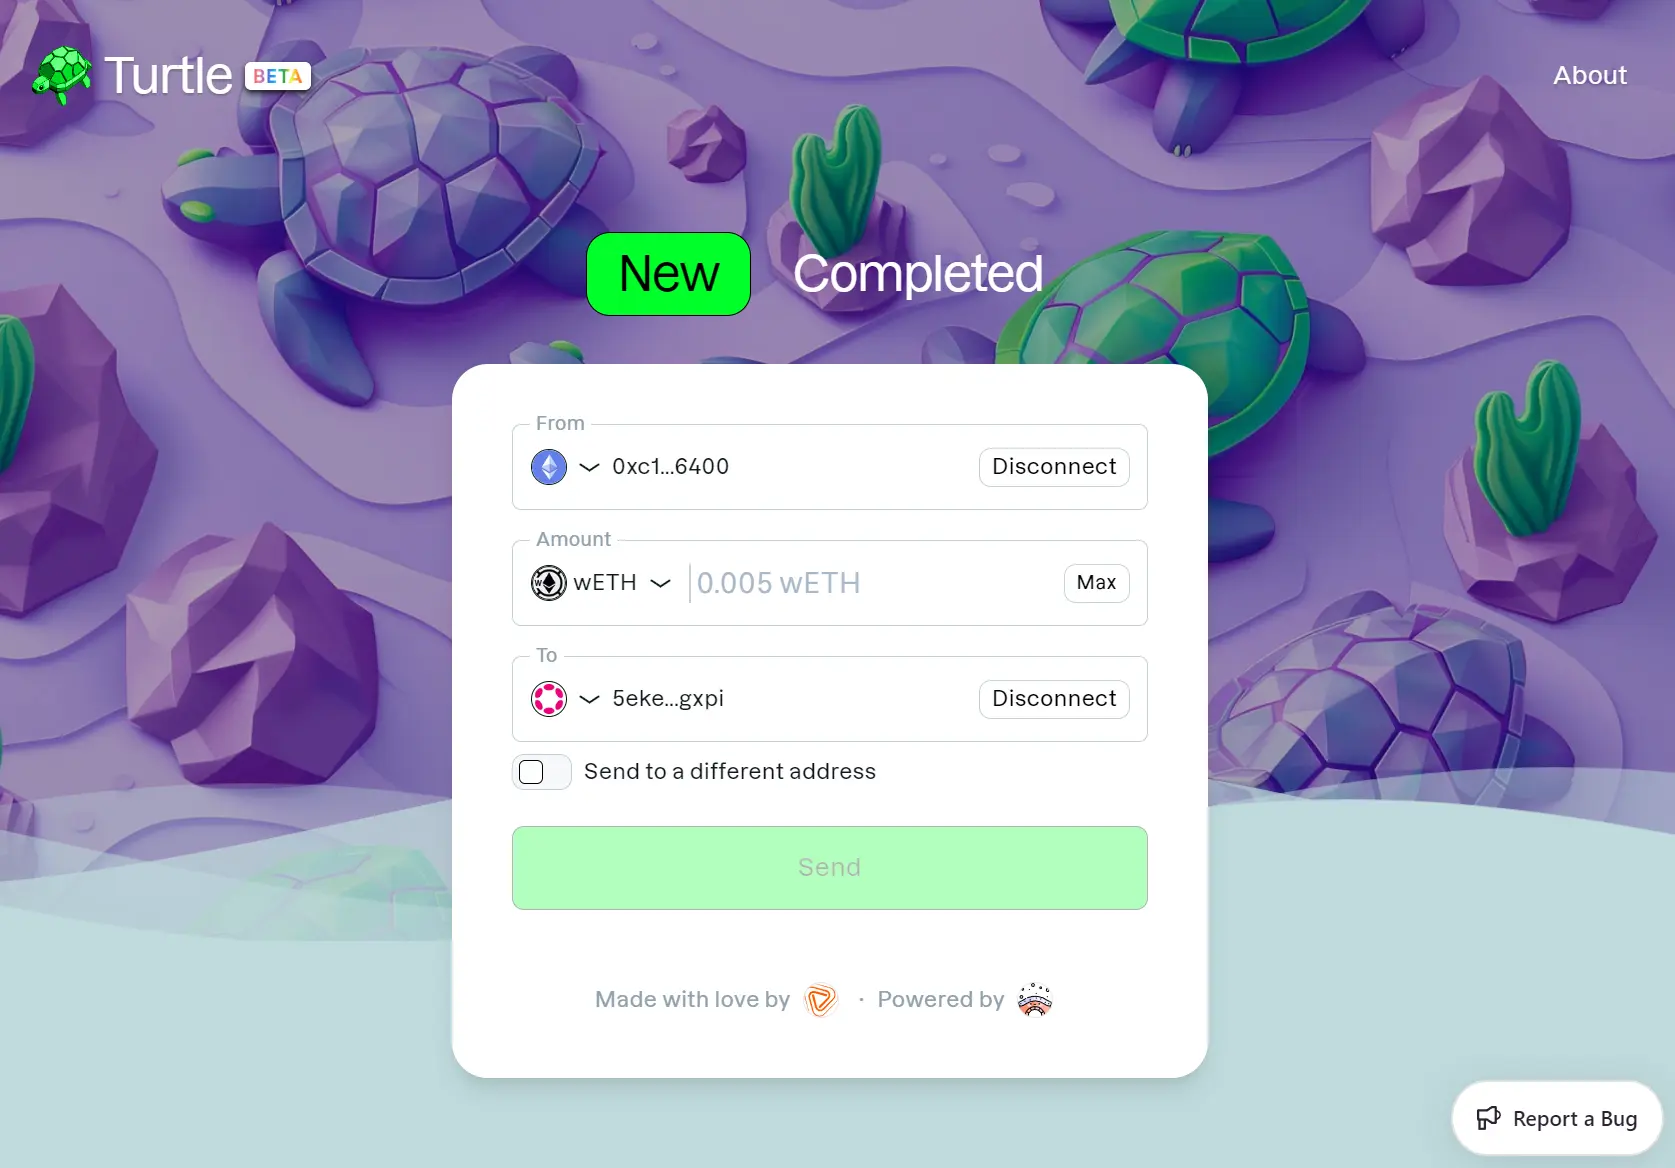 Turtle BETA
About
New Completed
From
0xc1...6400 Disconnect
Amount
W wETH 0.005 wETH Max
To
5eke...gxpi Disconnect
Send to a different address
Send
Made with love by · Powered by
Report a Bug